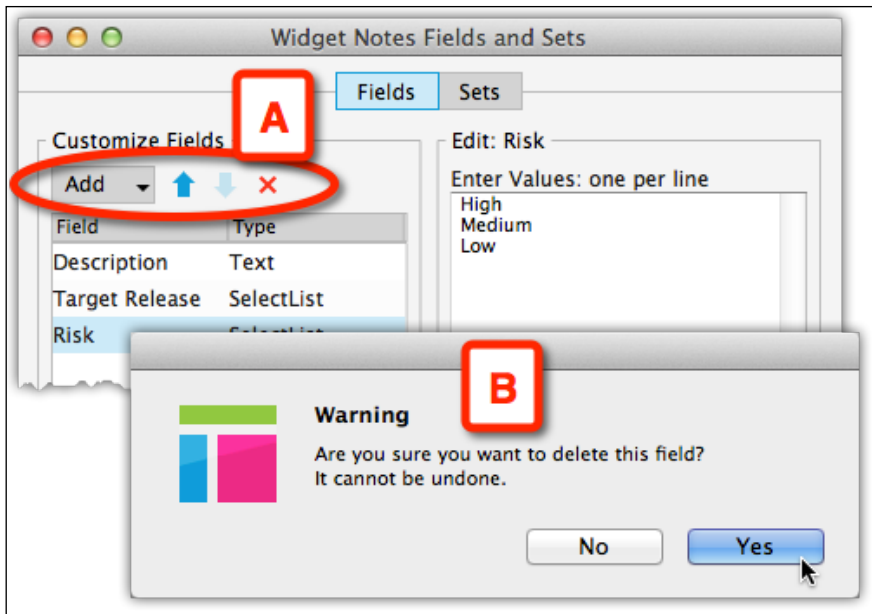 Widget Notes Fields and Sets
Fields Sets
A
Customize Fields
Add
Field Type
Description Text
Target Release SelectList
Risk SelectList
Edit: Risk
Enter Values: one per line
High
Medium
Low
B
Warning
Are you sure you want to delete this field?
It cannot be undone.
No Yes